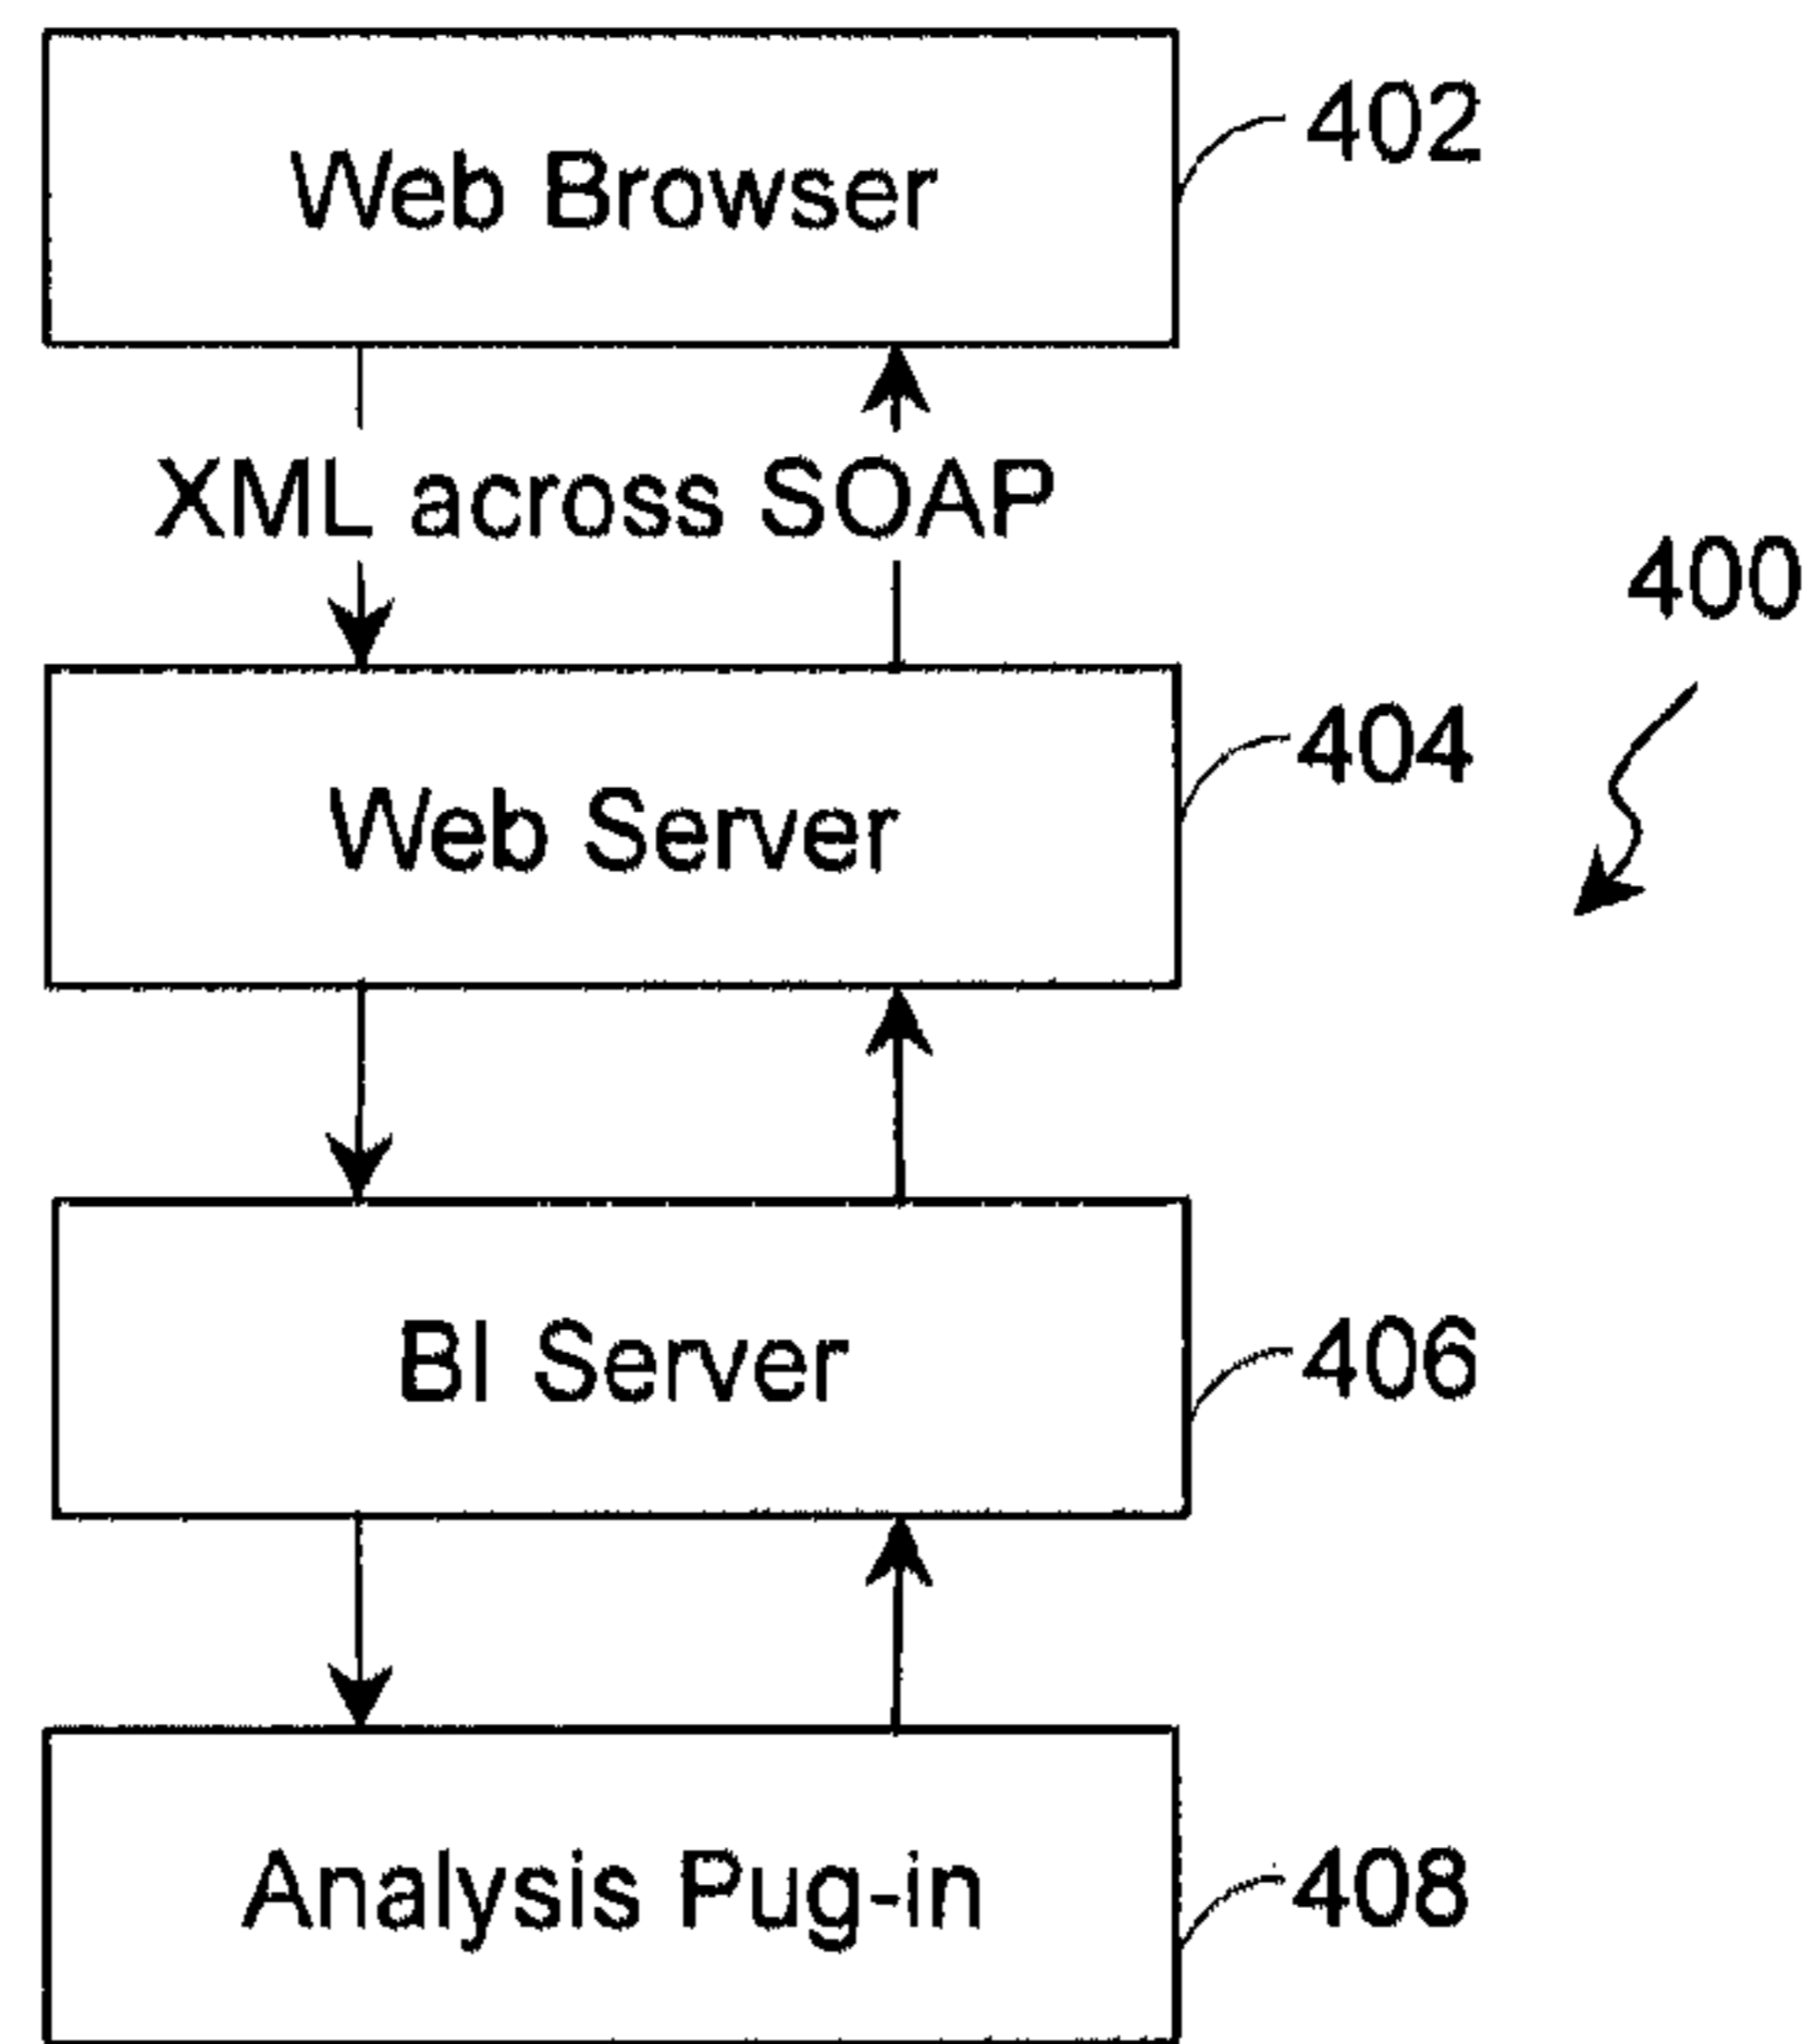 Web Browser
402
XML across SOAP
400
Web Server
404
BI Server
406
Analysis Pug-in
408